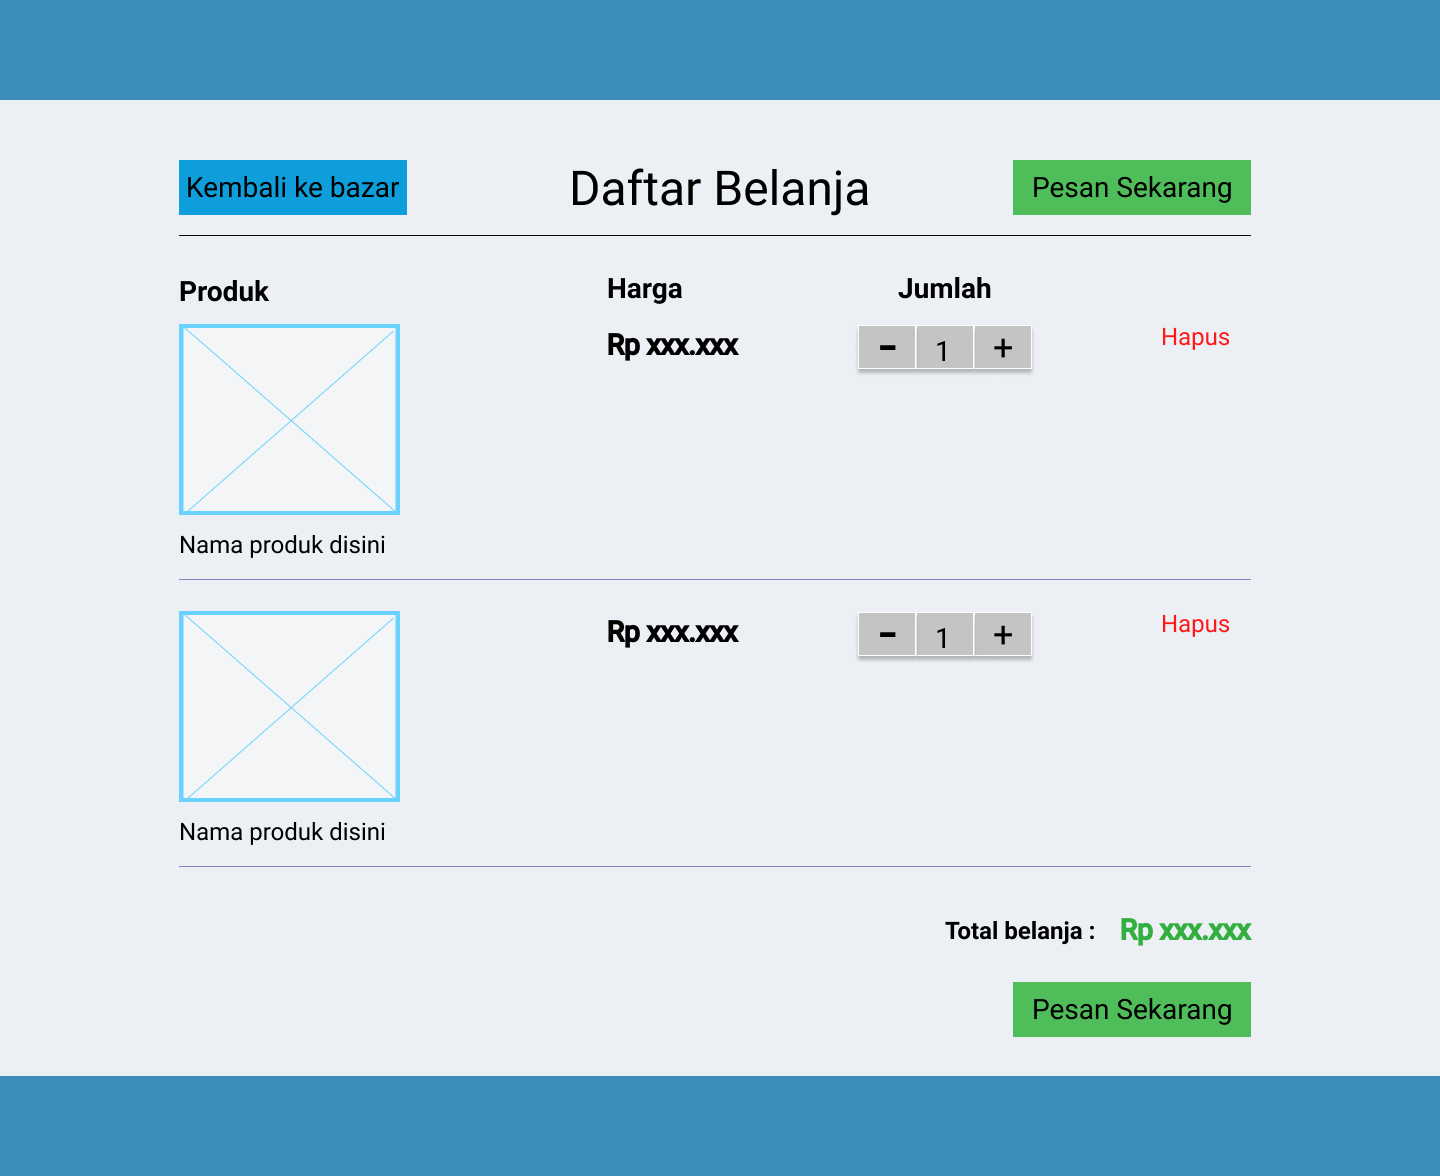 Kembali ke bazar
Daftar Belanja
Pesan Sekarang
Produk
Harga
Jumlah
Rp xxx.xxx
- 1 +
Hapus
Nama produk disini
Rp xxx.xxx
- 1 +
Hapus
Nama produk disini
Total belanja : Rp xxx.xxx
Pesan Sekarang